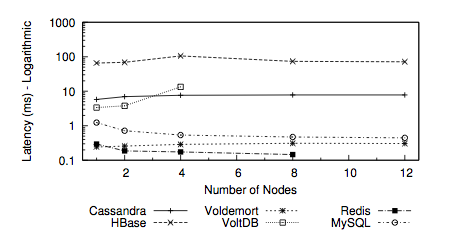 Latency (ms) - Logarithmic
1000
100
10
1
0.1
2 4 6 8 10 12
Number of Nodes
Cassandra Voldemort Redis
HBase VoltDB MySQL